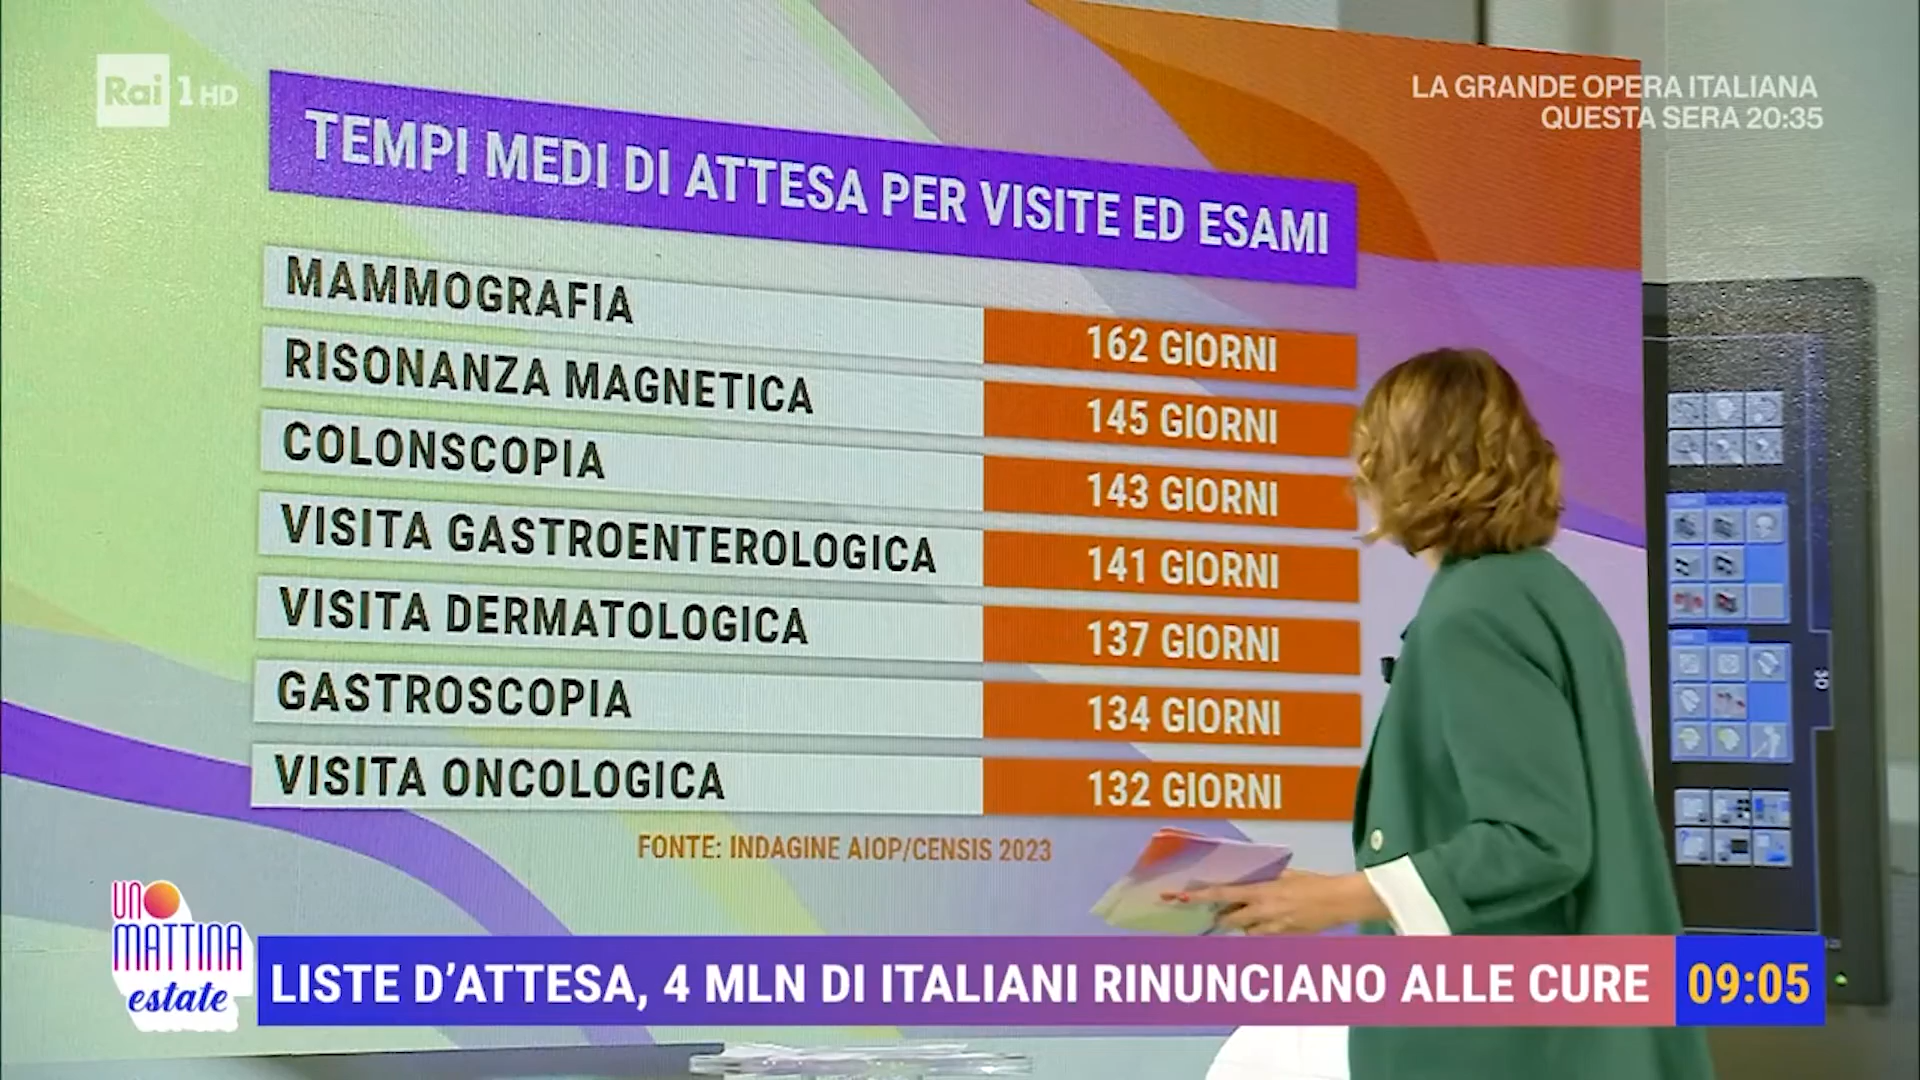 Rai 1 HD
LA GRANDE OPERA ITALIANA
QUESTA SERA 20:35
TEMPI MEDI DI ATTESA PER VISITE ED ESAMI
MAMMOGRAFIA 162 GIORNI
RISONANZA MAGNETICA 145 GIORNI
COLONSCOPIA 143 GIORNI
VISITA GASTROENTEROLOGICA 141 GIORNI
VISITA DERMATOLOGICA 137 GIORNI
GASTROSCOPIA 134 GIORNI
VISITA ONCOLOGICA 132 GIORNI
FONTE: INDAGINE AIOP/CENSIS 2023
3D
UNO
MATTINA
estate
LISTE D’ATTESA, 4 MLN DI ITALIANI RINUNCIANO ALLE CURE 09:05